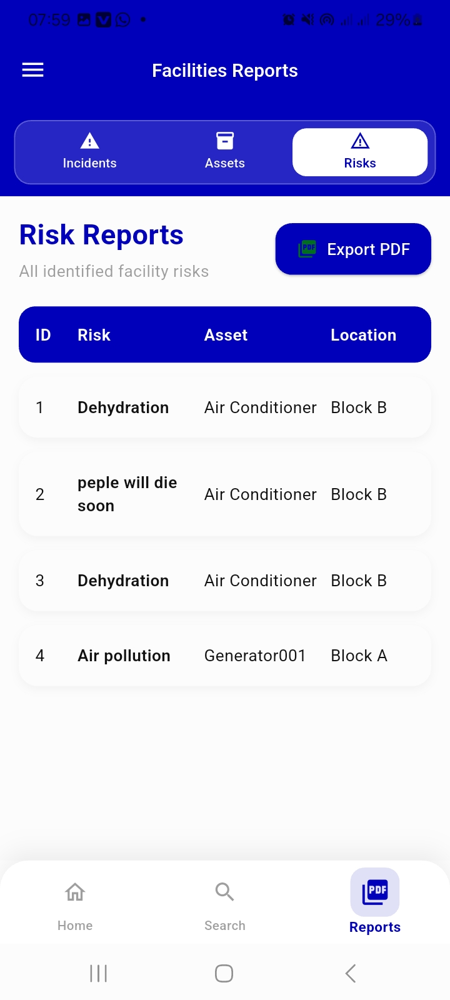 07:59 29%
Facilities Reports
Incidents Assets Risks
Risk Reports
All identified facility risks
PDF Export PDF
ID Risk Asset Location
1 Dehydration Air Conditioner Block B
2 peple will die soon Air Conditioner Block B
3 Dehydration Air Conditioner Block B
4 Air pollution Generator001 Block A
PDF
Home Search Reports